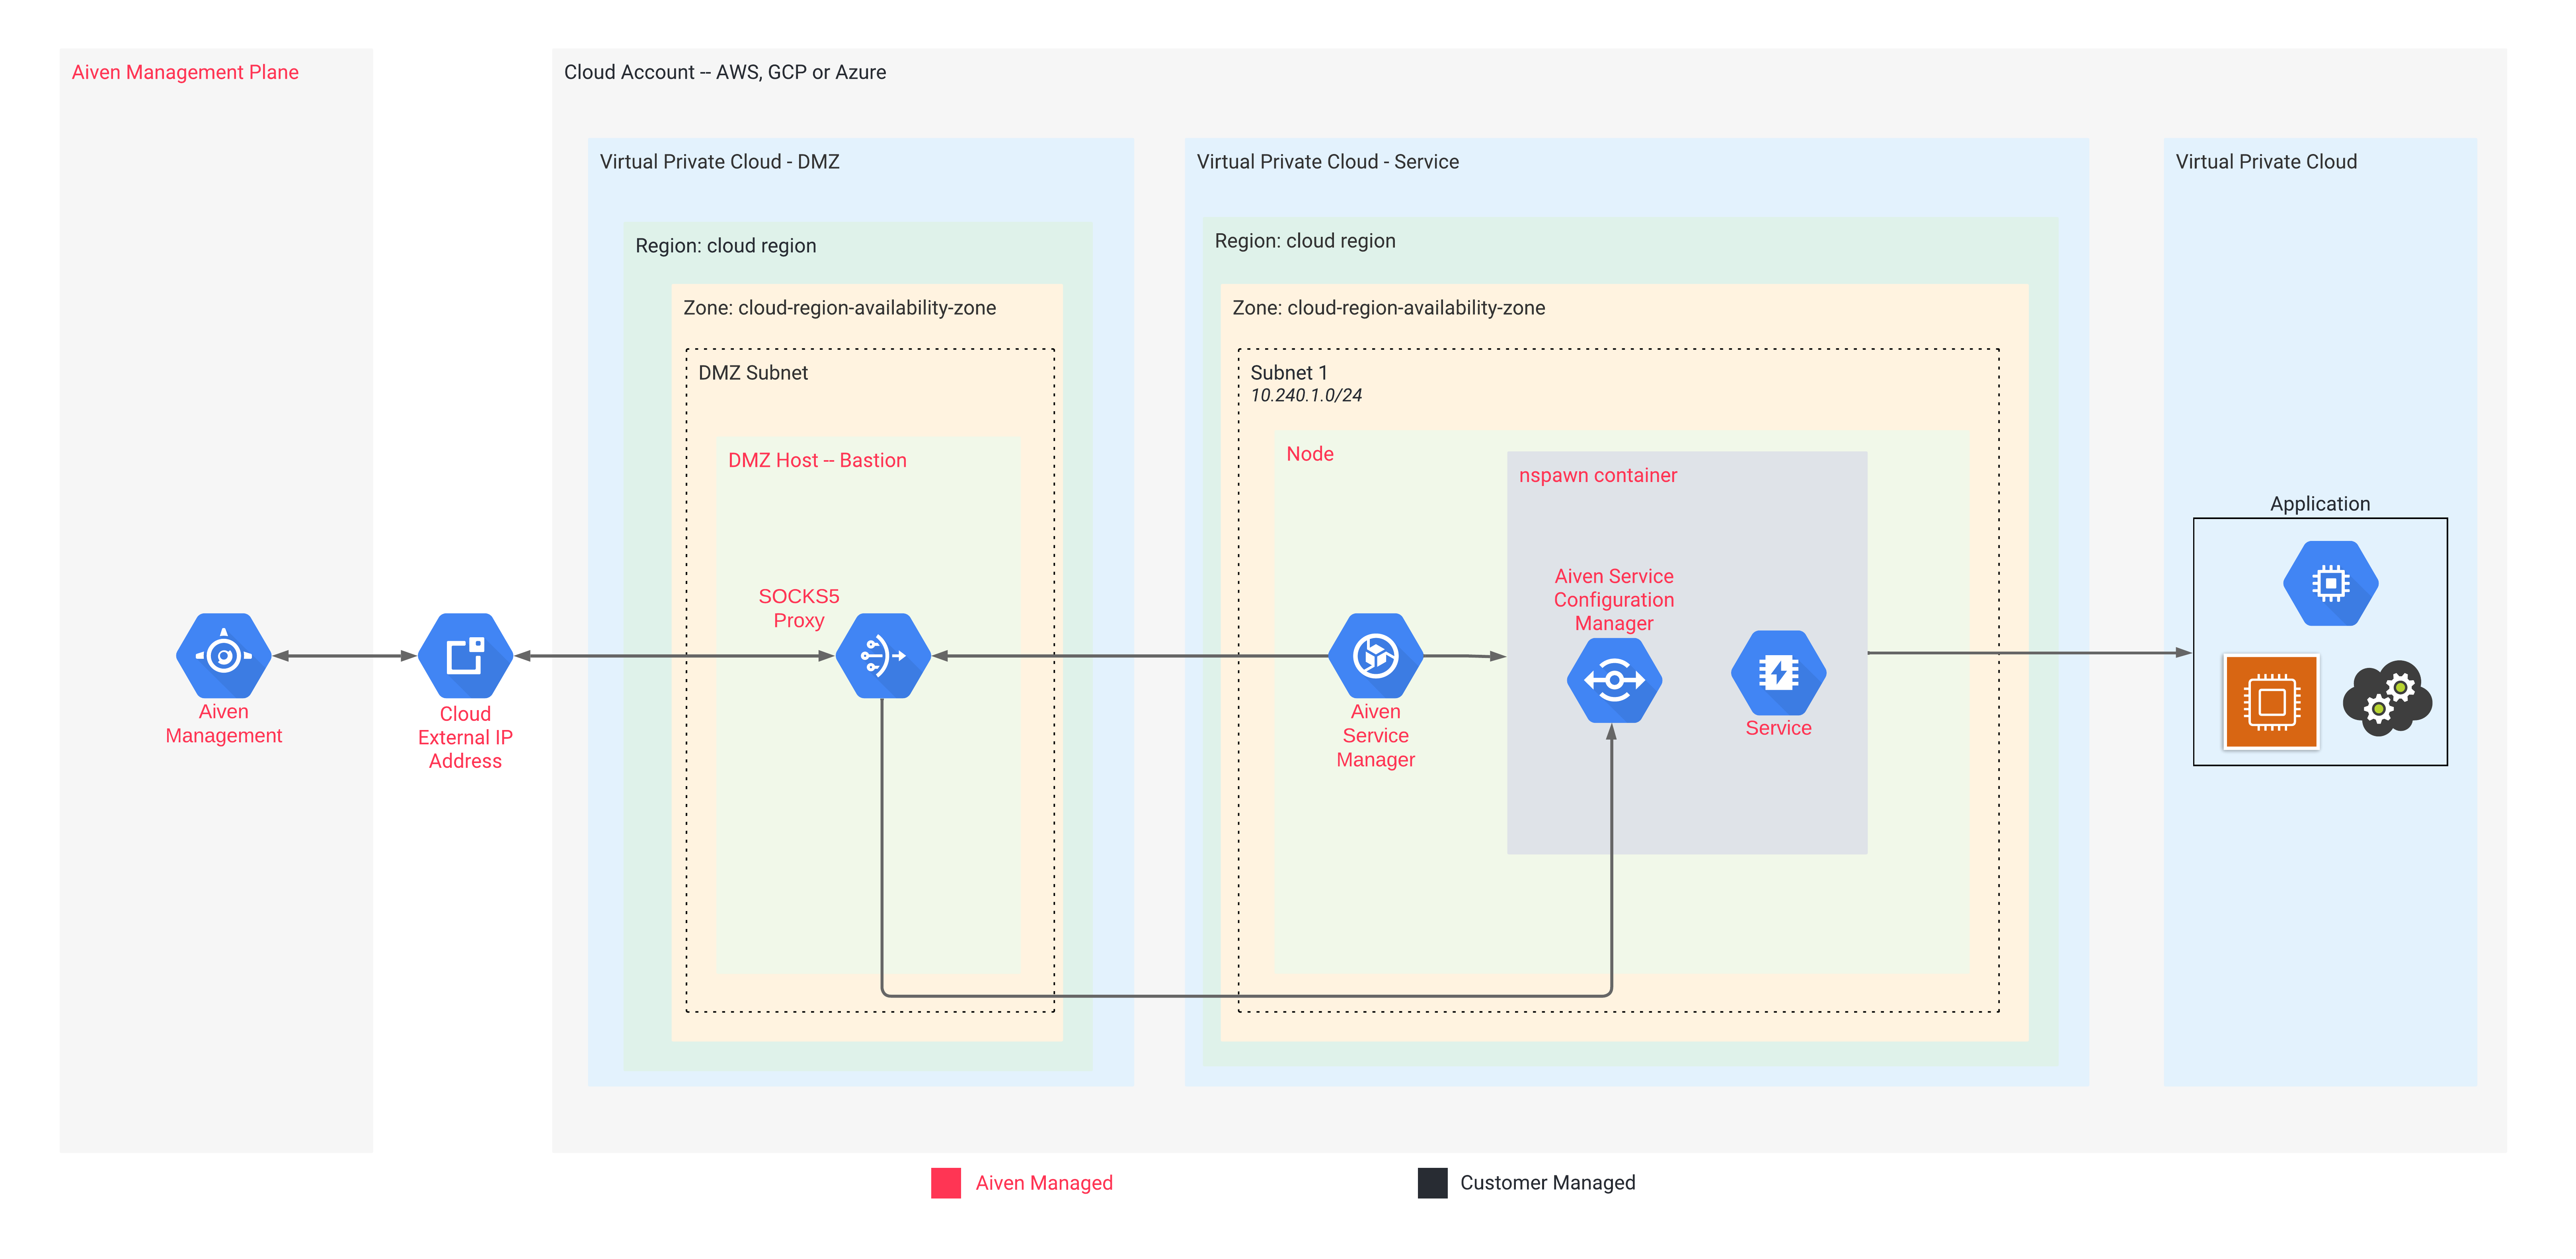 Aiven Management Plane
Cloud Account -- AWS, GCP or Azure
Virtual Private Cloud - DMZ
Virtual Private Cloud - Service
Virtual Private Cloud
Region: cloud region
Region: cloud region
Zone: cloud-region-availability-zone
Zone: cloud-region-availability-zone
DMZ Subnet
Subnet 1
10.240.1.0/24
DMZ Host -- Bastion
Node
nspawn container
Application
SOCKS5
Proxy
Aiven Service
Configuration
Manager
Aiven
Management
Cloud
External IP
Address
Aiven
Service
Manager
Service
Aiven Managed
Customer Managed